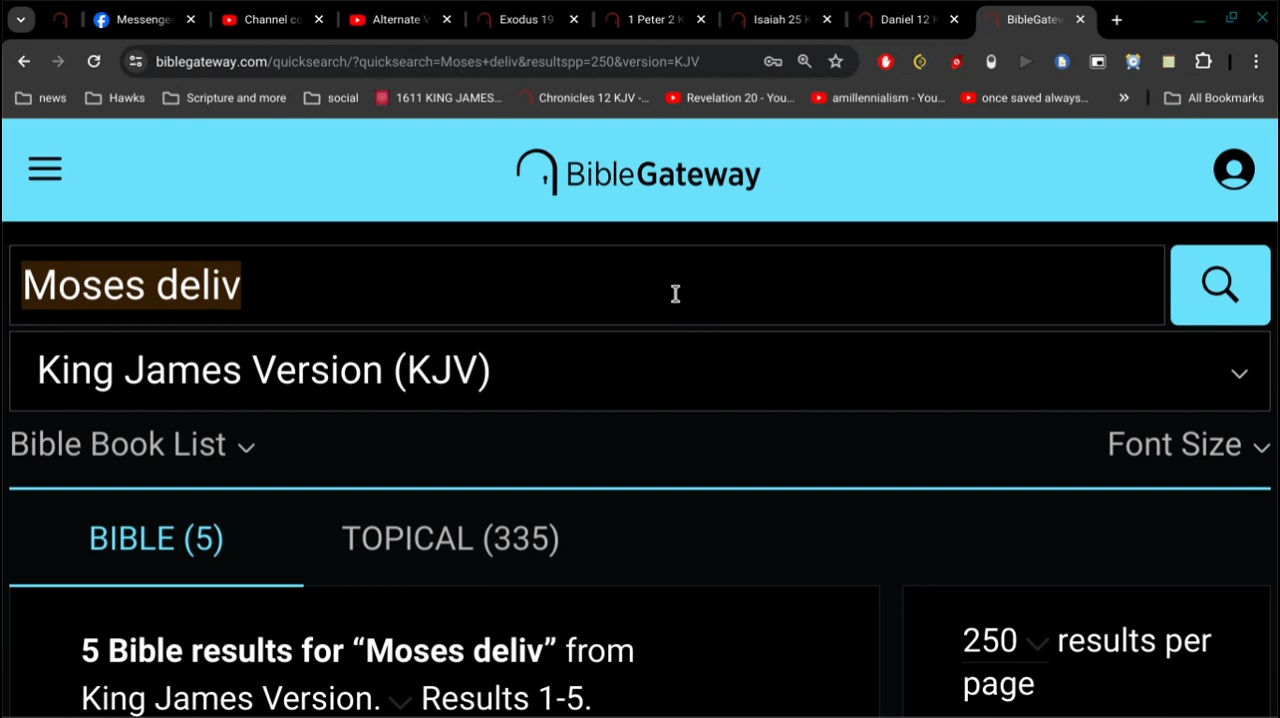 Messenge
Channel co
Alternate V
Exodus 19
1 Peter 2 K
Isaiah 25 K
Daniel 12 K
BibleGatew
biblegateway.com/quicksearch/?quicksearch=Moses+deliv&resultspp=250&version=KJV
news
Hawks
Scripture and more
social
1611 KING JAMES...
Chronicles 12 KJV -...
Revelation 20 - You...
amillennialism - You...
once saved always...
All Bookmarks
BibleGateway
Moses deliv
King James Version (KJV)
Bible Book List
Font Size
BIBLE (5)
TOPICAL (335)
5 Bible results for “Moses deliv” from
King James Version. Results 1-5.
250 results per
page